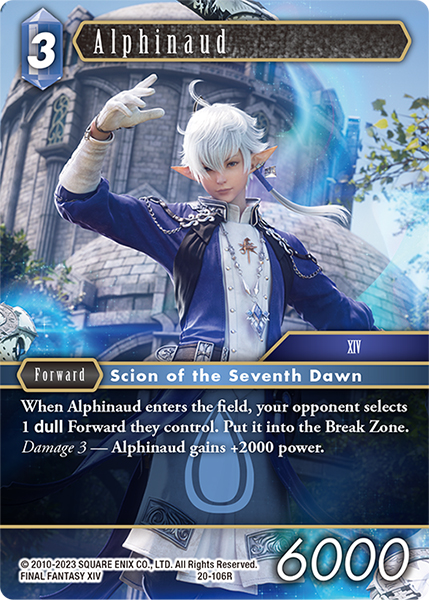 3
Alphinaud
XIV
Forward
Scion of the Seventh Dawn
When Alphinaud enters the field, your opponent selects
1 dull Forward they control. Put it into the Break Zone.
Damage 3 — Alphinaud gains +2000 power.
© 2010-2023 SQUARE ENIX CO., LTD. All Rights Reserved.
FINAL FANTASY XIV
20-106R
6000